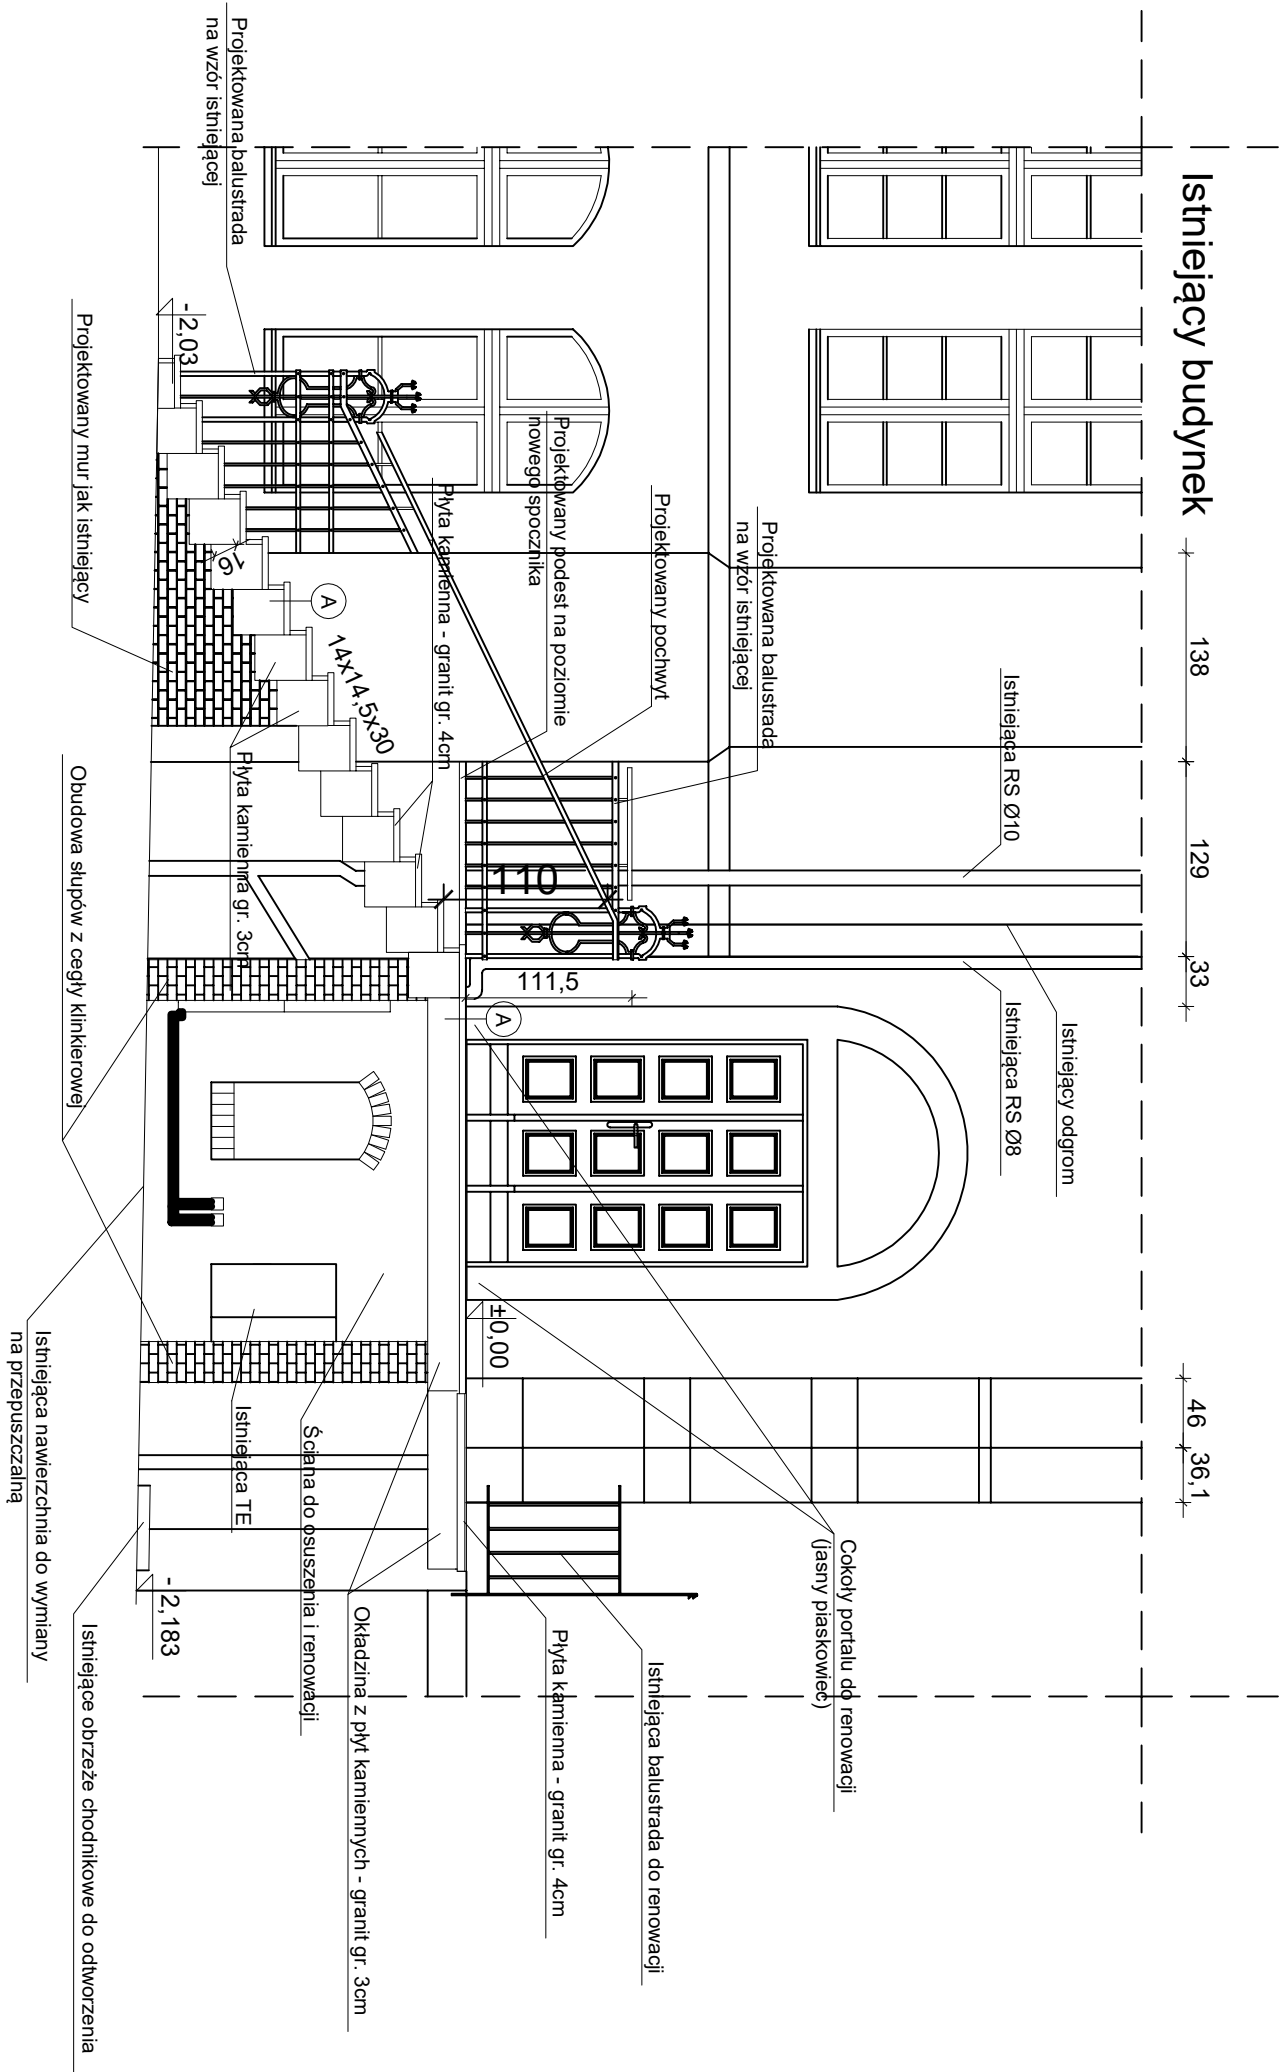 Istniejący budynek
138
129
33
46
36,1
Istniejąca RS Ø10
Istniejący odgrom
Istniejąca RS Ø8
Projektowana balustrada
na wzór istniejącej
Projektowany pochwyt
Projektowany podest na poziomie
nowego spocznika
Płyta kamienna - granit gr. 4cm
Projektowana balustrada
na wzór istniejącej
-2,03
16
A
14x14,5x30
110
111,5
A
±0,00
Cokoły portalu do renowacji
(jasny piaskowiec)
Istniejąca balustrada do renowacji
Płyta kamienna - granit gr. 4cm
Okładzina z płyt kamiennych - granit gr. 3cm
Ściana do osuszenia i renowacji
Istniejaca TE
Płyta kamienna gr. 3cm
-2,183
Projektowany mur jak istniejący
Obudowa słupów z cegły klinkierowej
Istniejąca nawierzchnia do wymiany
na przepuszczalną
Istniejące obrzeże chodnikowe do odtworzenia